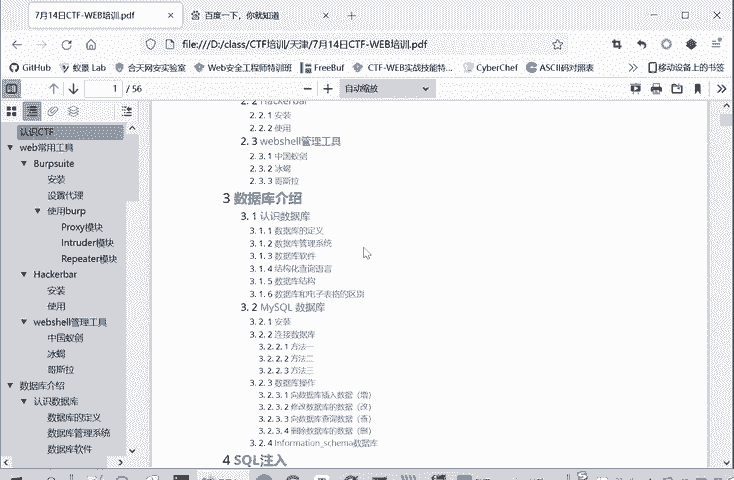 7月14日CTF-WEB培训.pdf
百度一下，你就知道
file:///D:/class/CTF培训/天津/7月14日CTF-WEB培训.pdf
GitHub 蚁景 Lab 合天网安实验室 Web安全工程师特训班 FreeBuf CTF-WEB实战技能特... CyberChef ASCII码对照表 移动设备上的书签
1 / 56 自动缩放
认识CTF
web常用工具
Burpsuite
安装
设置代理
使用burp
Proxy模块
Intruder模块
Repeater模块
Hackerbar
安装
使用
webshell管理工具
中国蚁剑
冰蝎
哥斯拉
数据库介绍
认识数据库
数据库的定义
数据库管理系统
数据库软件
2. 2 Hackerbar
2. 2. 1 安装
2. 2. 2 使用
2. 3 webshell管理工具
2. 3. 1 中国蚁剑
2. 3. 2 冰蝎
2. 3. 3 哥斯拉
3 数据库介绍
3. 1 认识数据库
3. 1. 1 数据库的定义
3. 1. 2 数据库管理系统
3. 1. 3 数据库软件
3. 1. 4 结构化查询语言
3. 1. 5 数据库结构
3. 1. 6 数据库和电子表格的区别
3. 2 MySQL 数据库
3. 2. 1 安装
3. 2. 2 连接数据库
3. 2. 2. 1 方法一
3. 2. 2. 2 方法二
3. 2. 2. 3 方法三
3. 2. 3 数据库操作
3. 2. 3. 1 向数据库插入数据（增）
3. 2. 3. 2 修改数据库的数据（改）
3. 2. 3. 3 向数据库查询数据（查）
3. 2. 3. 4 删除数据库的数据（删）
3. 2. 4 Information_schema数据库
4 SQL注入